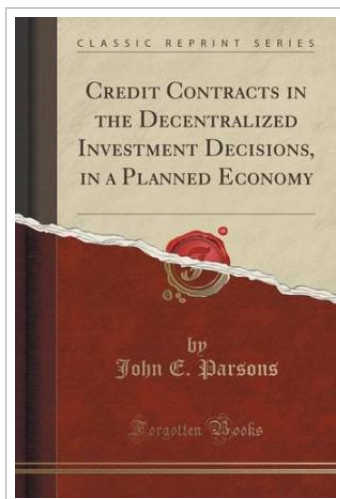 CLASSIC REPRINT SERIES
CREDIT CONTRACTS IN
THE DECENTRALIZED
INVESTMENT DECISIONS,
IN A PLANNED ECONOMY
by
John E. Parsons
Forgotten Books